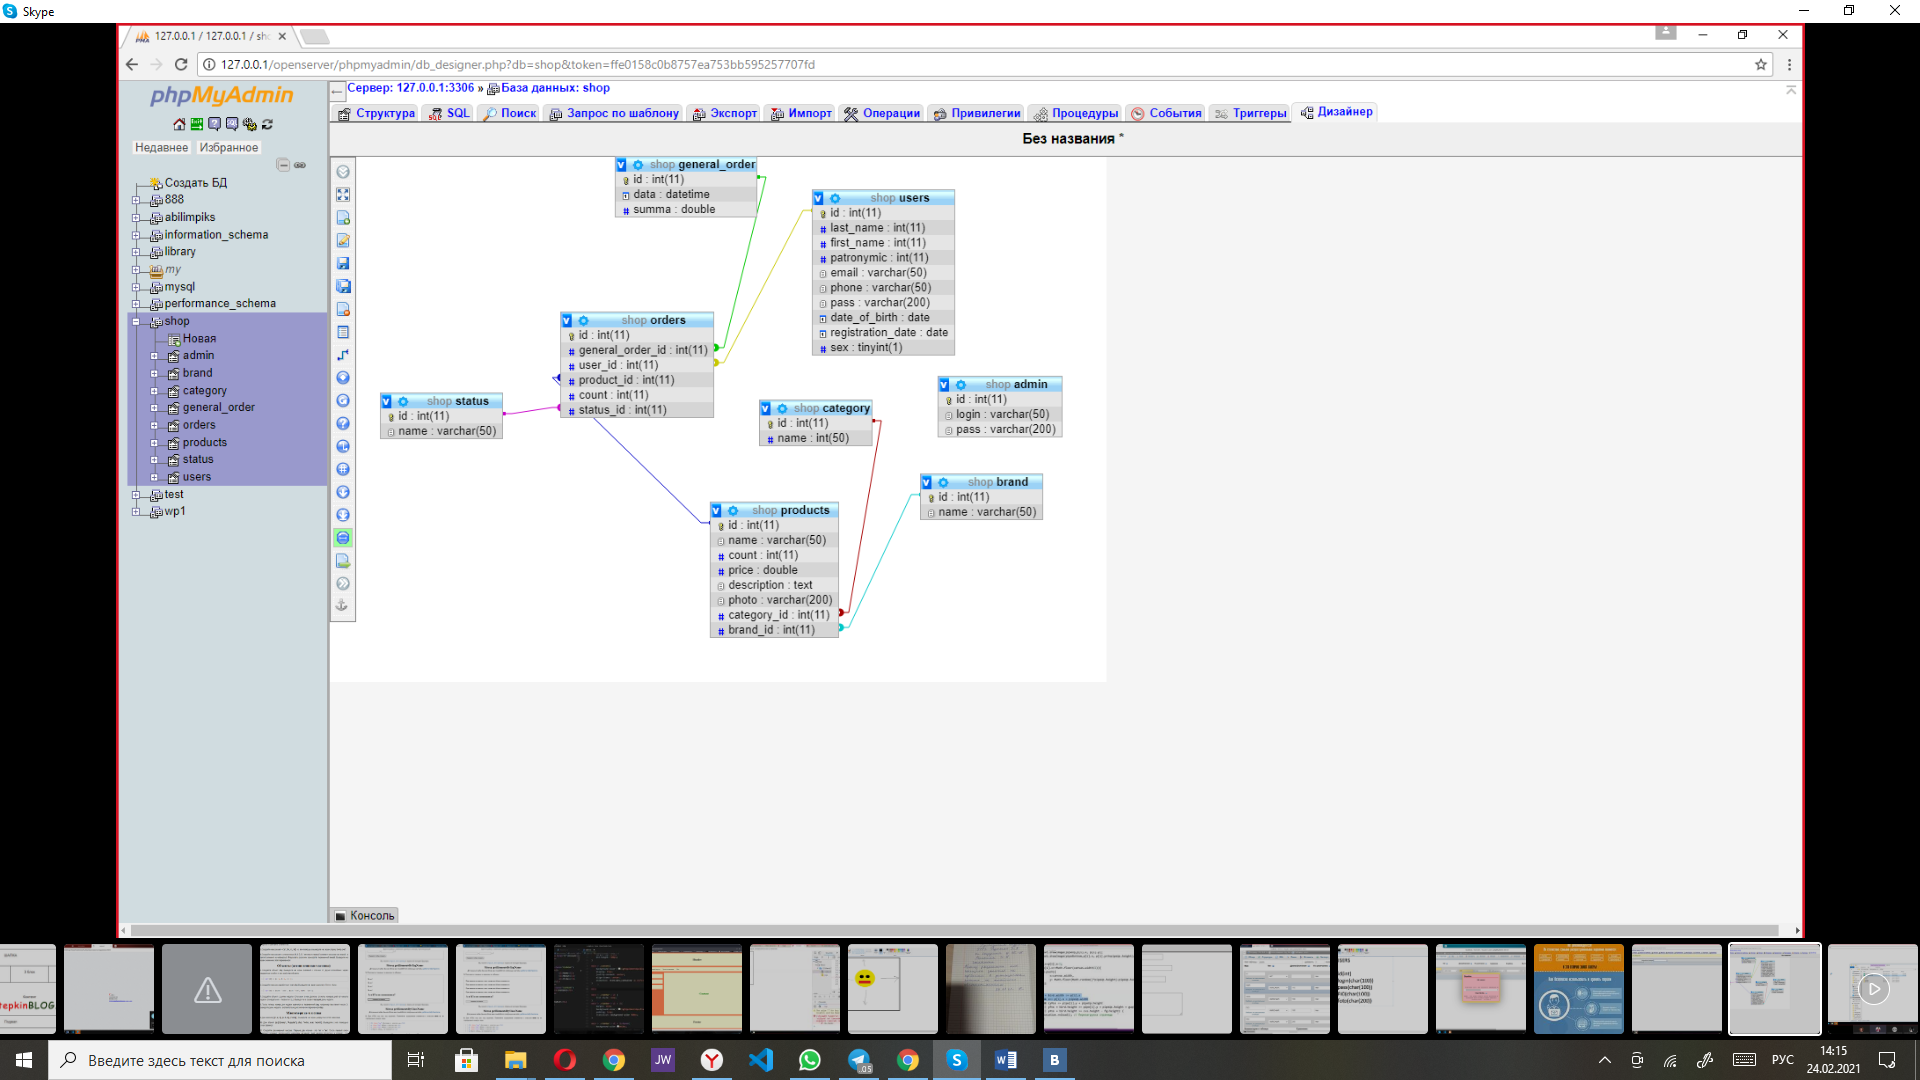 Skype
127.0.0.1 / 127.0.0.1 / sho
127.0.0.1/openserver/phpmyadmin/db_designer.php?db=shop&token=ffe0158c0b8757ea753bb595257707fd
phpMyAdmin
Недавнее Избранное
Создать БД
888
abilimpiks
information_schema
library
my
mysql
performance_schema
shop
Новая
admin
brand
category
general_order
orders
products
status
users
test
wp1
Сервер: 127.0.0.1:3306 » База данных: shop
Структура SQL Поиск Запрос по шаблону Экспорт Импорт Операции Привилегии Процедуры События Триггеры Дизайнер
Без названия *
shop general_order
id : int(11)
data : datetime
summa : double
shop users
id : int(11)
last_name : int(11)
first_name : int(11)
patronymic : int(11)
email : varchar(50)
phone : varchar(50)
pass : varchar(200)
date_of_birth : date
registration_date : date
sex : tinyint(1)
shop orders
id : int(11)
general_order_id : int(11)
user_id : int(11)
product_id : int(11)
count : int(11)
status_id : int(11)
shop status
id : int(11)
name : varchar(50)
shop category
id : int(11)
name : int(50)
shop admin
id : int(11)
login : varchar(50)
pass : varchar(200)
shop brand
id : int(11)
name : varchar(50)
shop products
id : int(11)
name : varchar(50)
count : int(11)
price : double
description : text
photo : varchar(200)
category_id : int(11)
brand_id : int(11)
Консоль
tepkinBLOG
Введите здесь текст для поиска
JW
B
РУС
14:15
24.02.2021